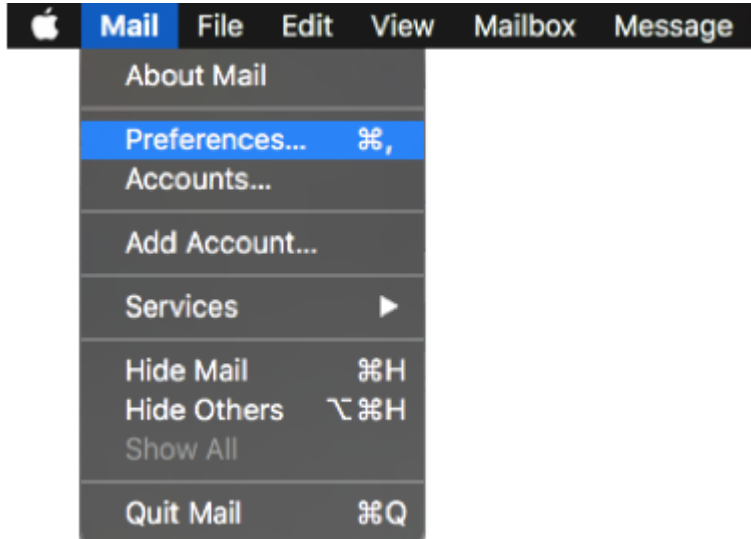 Mail File Edit View Mailbox Message
About Mail
Preferences... ⌘,
Accounts...
Add Account...
Services ▶
Hide Mail ⌘H
Hide Others ⌥⌘H
Show All
Quit Mail ⌘Q